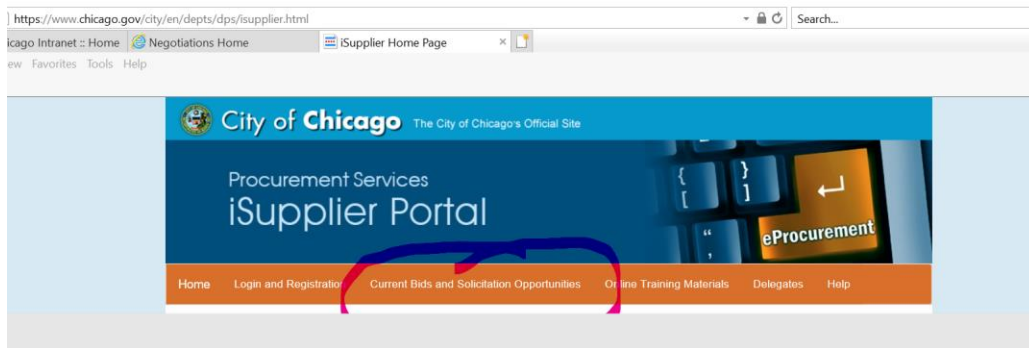 https://www.chicago.gov/city/en/depts/dps/isupplier.html Search...
icago Intranet :: Home Negotiations Home iSupplier Home Page ×
ew Favorites Tools Help
City of Chicago The City of Chicago's Official Site
Procurement Services
iSupplier Portal
{ }
[ ]
“
,
eProcurement
Home Login and Registration Current Bids and Solicitation Opportunities Online Training Materials Delegates Help